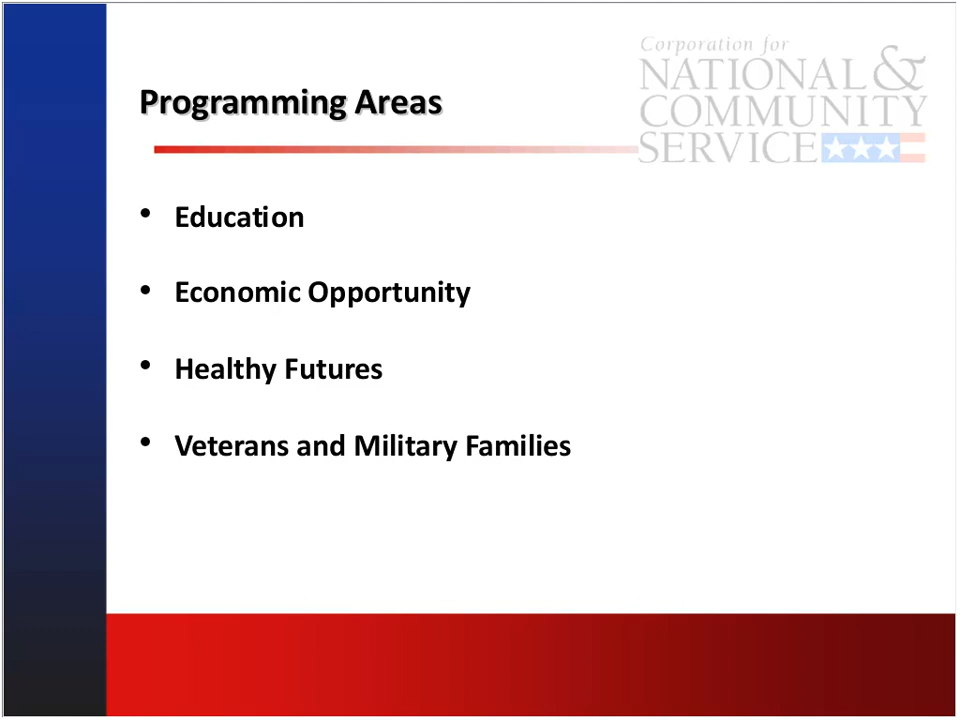 Corporation for
NATIONAL &
COMMUNITY
SERVICE
Programming Areas
• Education
• Economic Opportunity
• Healthy Futures
• Veterans and Military Families